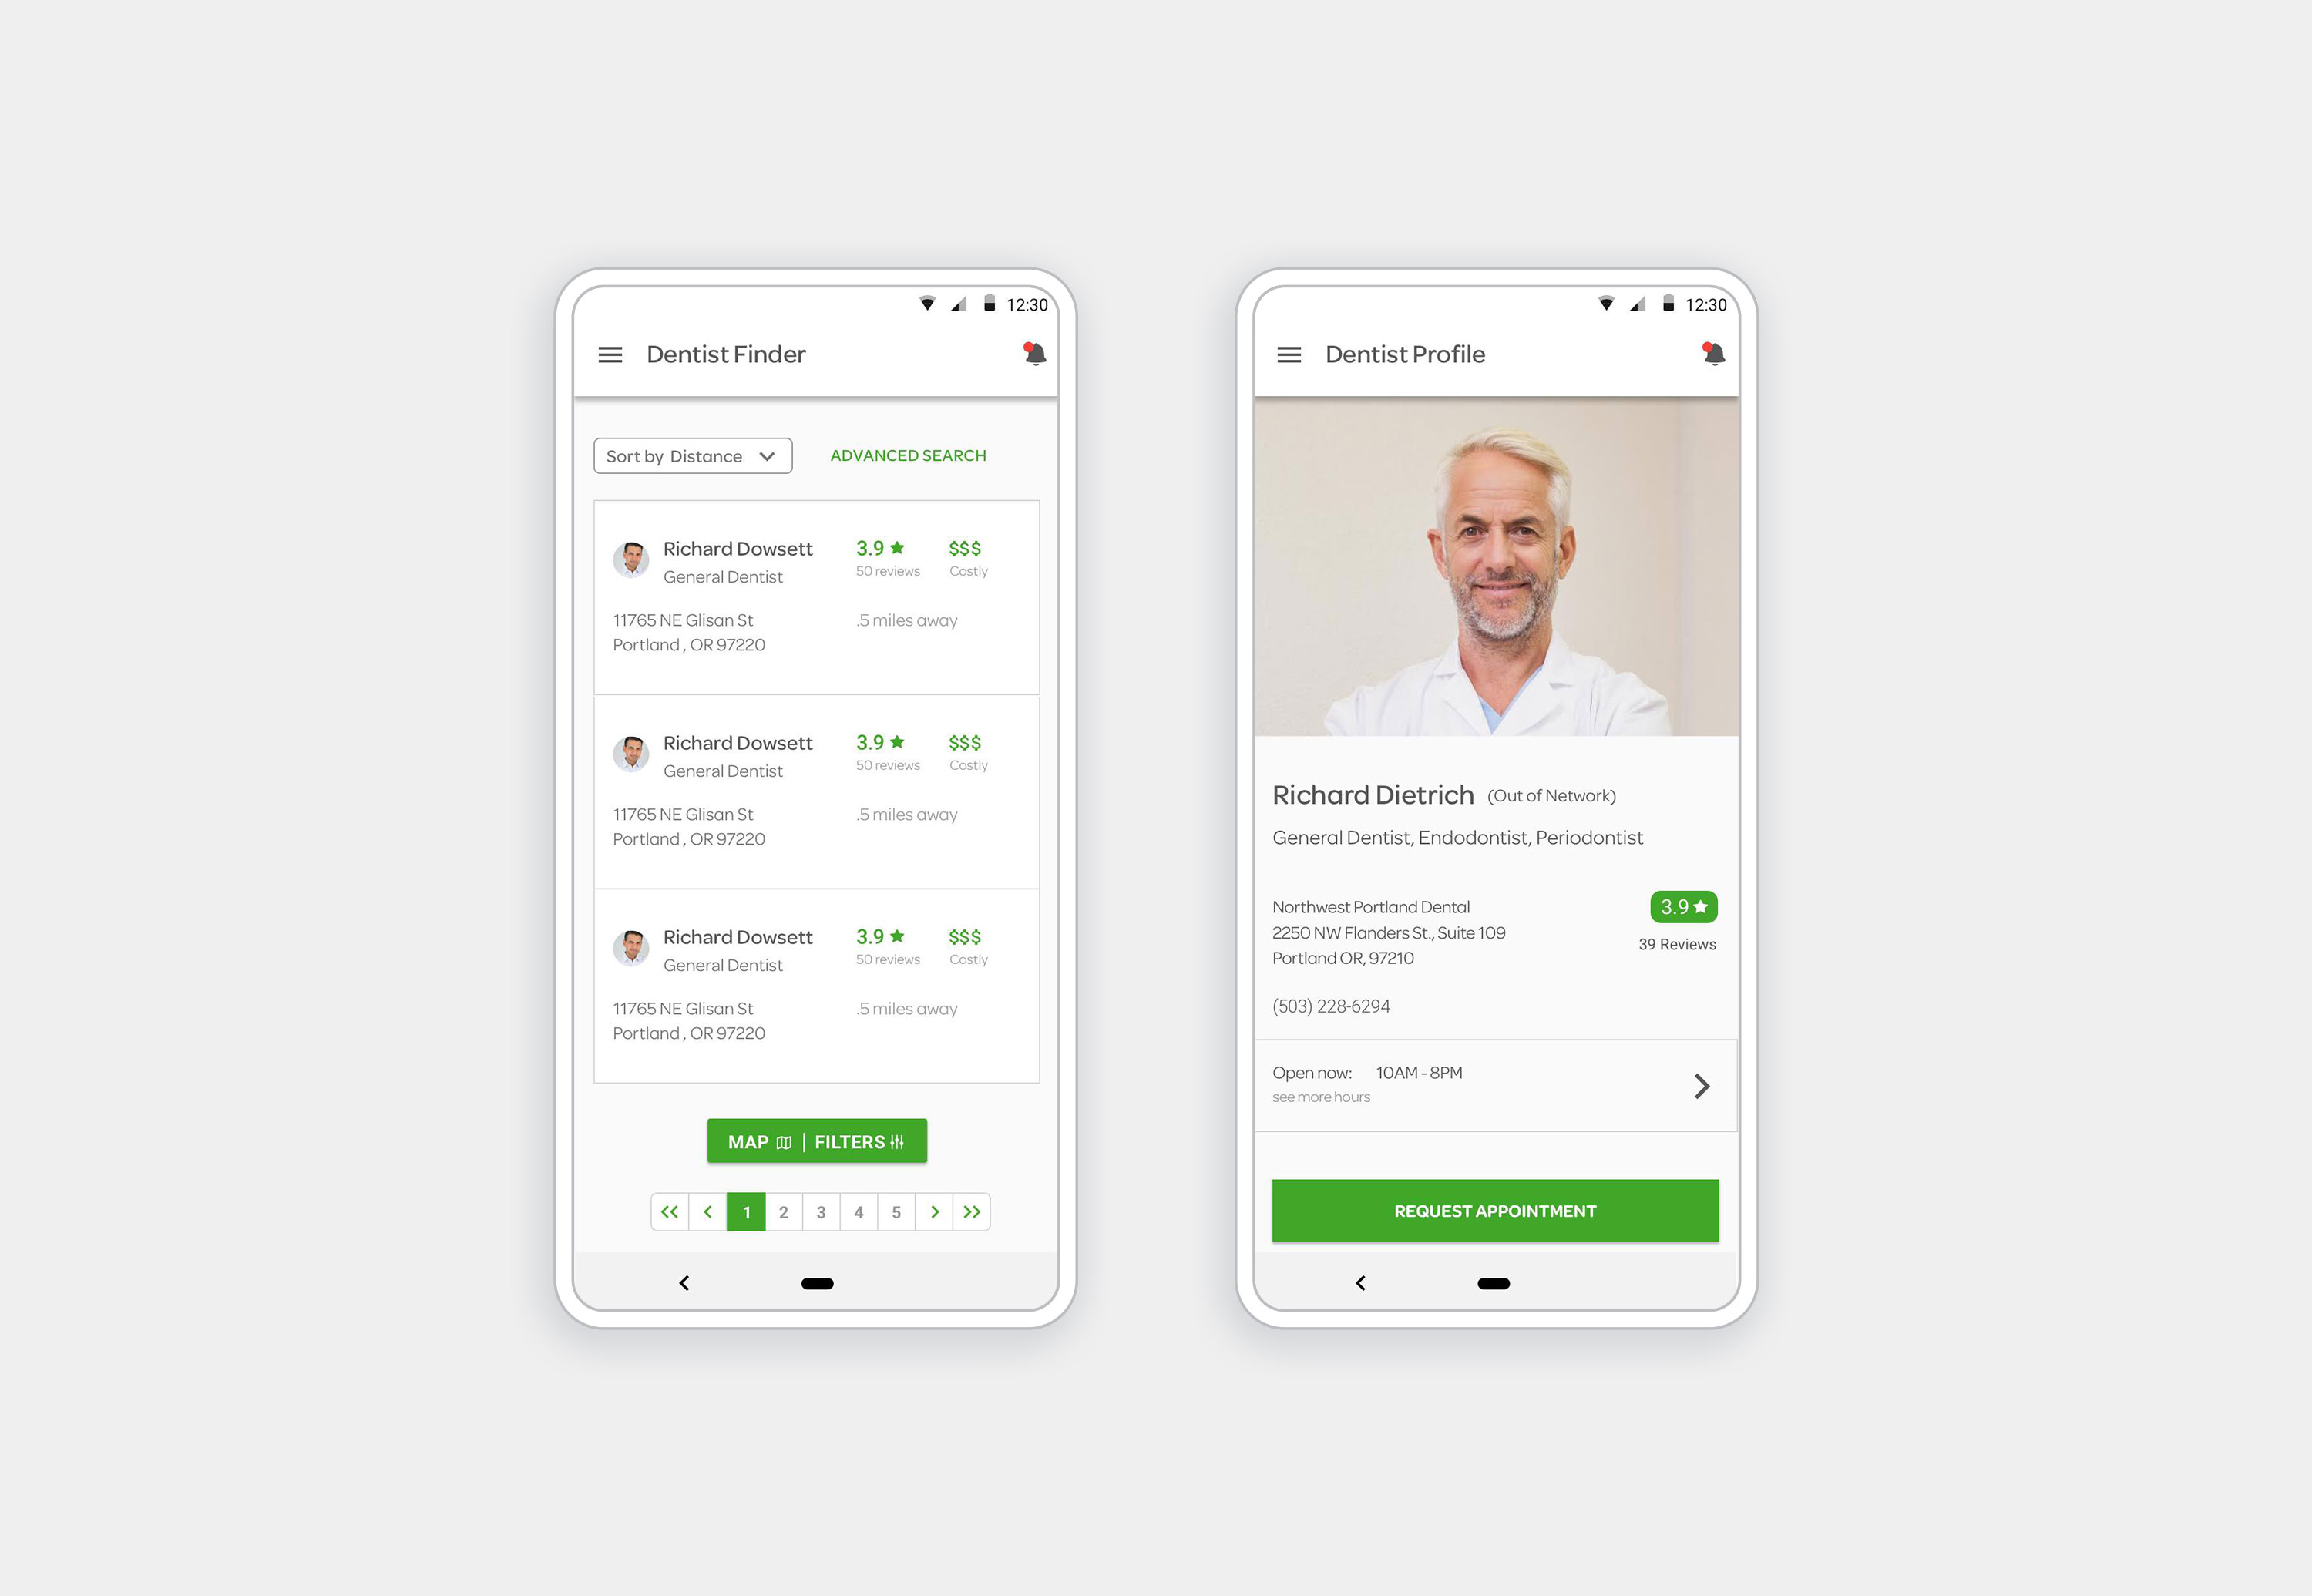 12:30
Dentist Finder
Sort by Distance
ADVANCED SEARCH
Richard Dowsett
General Dentist
3.9 ★
50 reviews
$$$
Costly
11765 NE Glisan St
Portland , OR 97220
.5 miles away
Richard Dowsett
General Dentist
3.9 ★
50 reviews
$$$
Costly
11765 NE Glisan St
Portland , OR 97220
.5 miles away
Richard Dowsett
General Dentist
3.9 ★
50 reviews
$$$
Costly
11765 NE Glisan St
Portland , OR 97220
.5 miles away
MAP | FILTERS
<< < 1 2 3 4 5 > >>
12:30
Dentist Profile
Richard Dietrich (Out of Network)
General Dentist, Endodontist, Periodontist
Northwest Portland Dental
2250 NW Flanders St., Suite 109
Portland OR, 97210
3.9 ★
39 Reviews
(503) 228-6294
Open now: 10AM - 8PM
see more hours
REQUEST APPOINTMENT